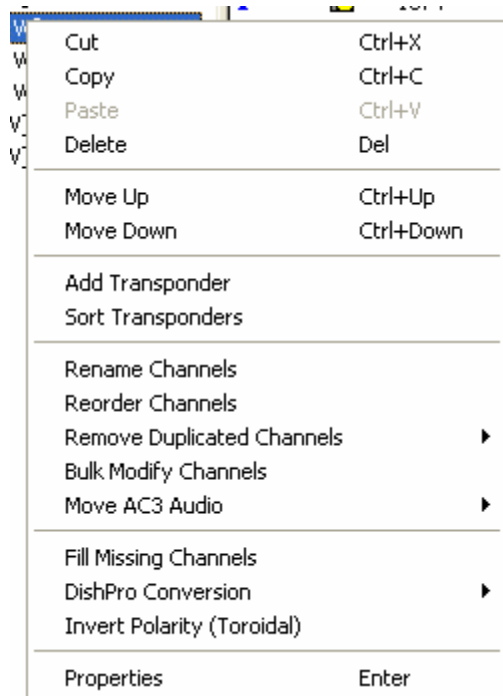 Cut Ctrl+X
Copy Ctrl+C
Paste Ctrl+V
Delete Del
Move Up Ctrl+Up
Move Down Ctrl+Down
Add Transponder
Sort Transponders
Rename Channels
Reorder Channels
Remove Duplicated Channels
Bulk Modify Channels
Move AC3 Audio
Fill Missing Channels
DishPro Conversion
Invert Polarity (Toroidal)
Properties Enter